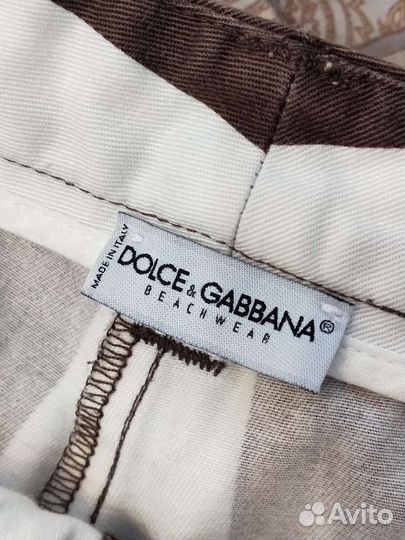 MADE IN ITALY
DOLCE & GABBANA®
BEACHWEAR
Avito